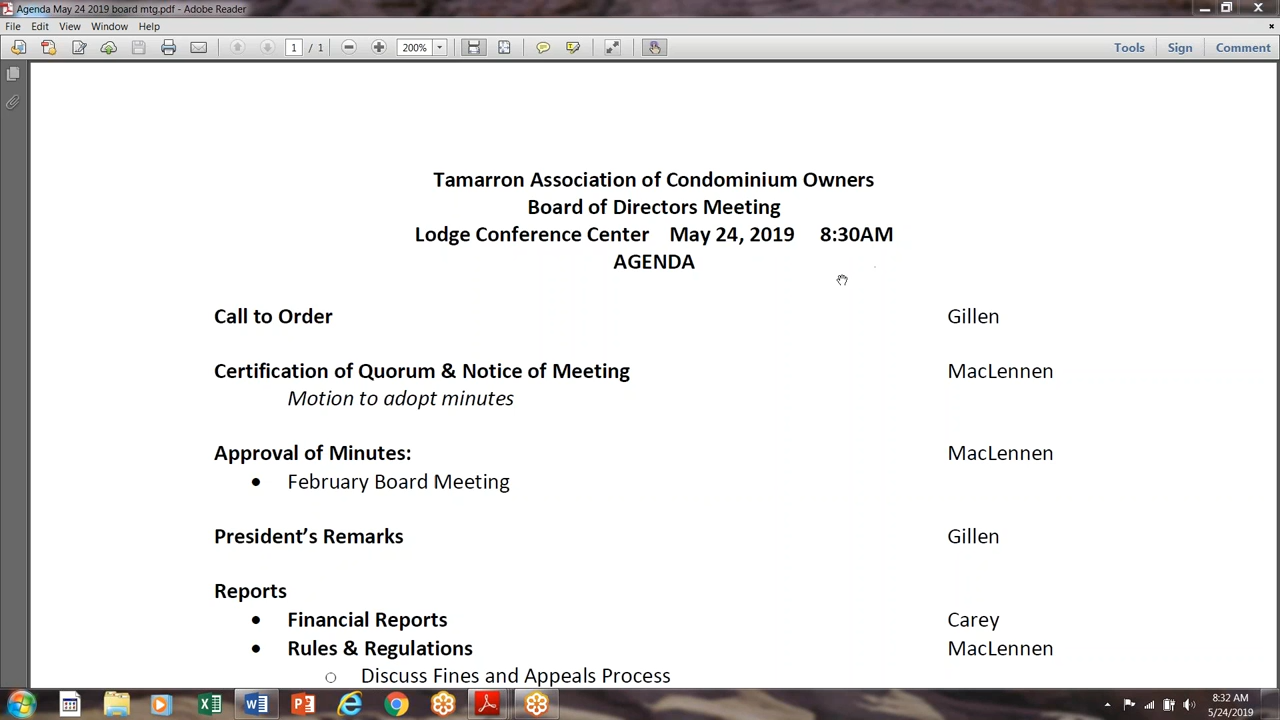 Agenda May 24 2019 board mtg.pdf - Adobe Reader
File Edit View Window Help
1 / 1 200% Tools Sign Comment
Tamarron Association of Condominium Owners
Board of Directors Meeting
Lodge Conference Center May 24, 2019 8:30AM
AGENDA
Call to Order Gillen
Certification of Quorum & Notice of Meeting MacLennen
Motion to adopt minutes
Approval of Minutes: MacLennen
• February Board Meeting
President’s Remarks Gillen
Reports
• Financial Reports Carey
• Rules & Regulations MacLennen
○ Discuss Fines and Appeals Process
8:32 AM
5/24/2019